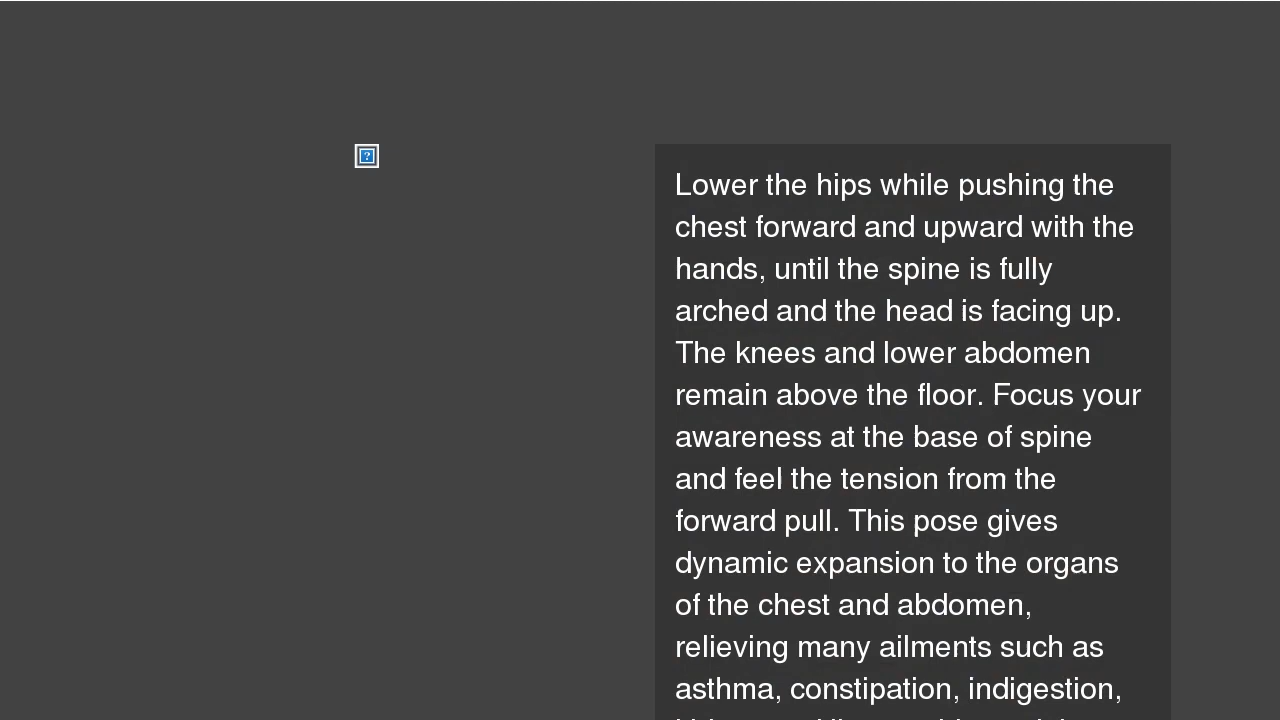 Lower the hips while pushing the
chest forward and upward with the
hands, until the spine is fully
arched and the head is facing up.
The knees and lower abdomen
remain above the floor. Focus your
awareness at the base of spine
and feel the tension from the
forward pull. This pose gives
dynamic expansion to the organs
of the chest and abdomen,
relieving many ailments such as
asthma, constipation, indigestion,